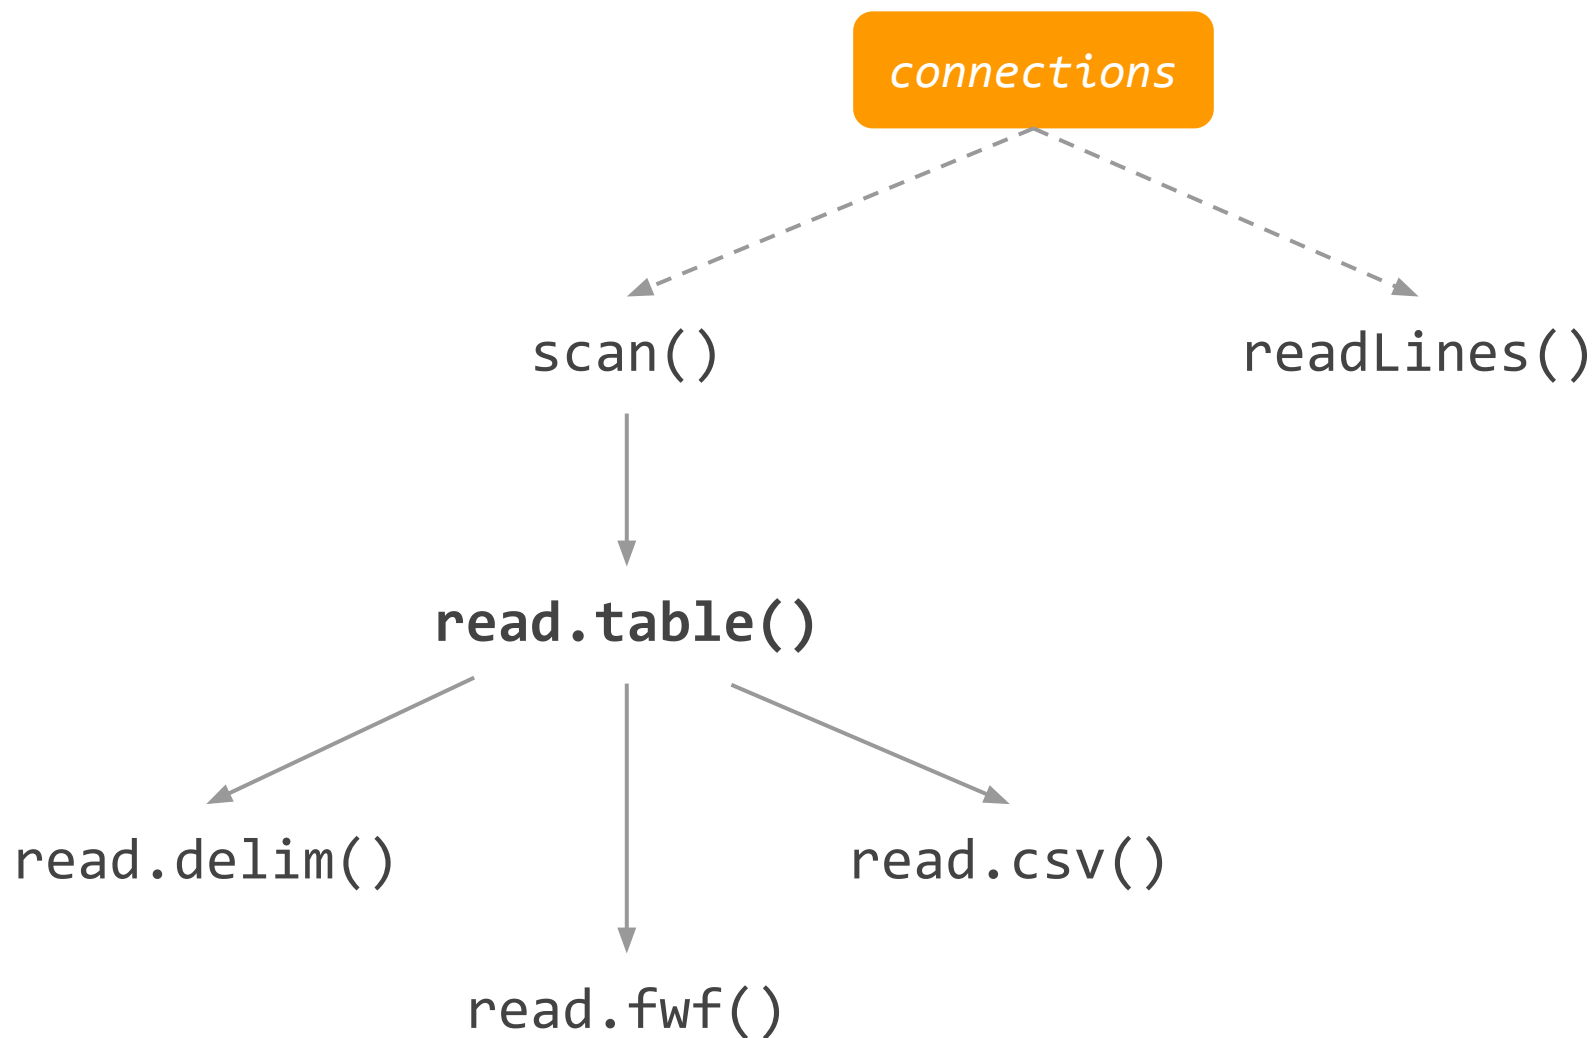 connections
scan()
readLines()
read.table()
read.delim()
read.csv()
read.fwf()